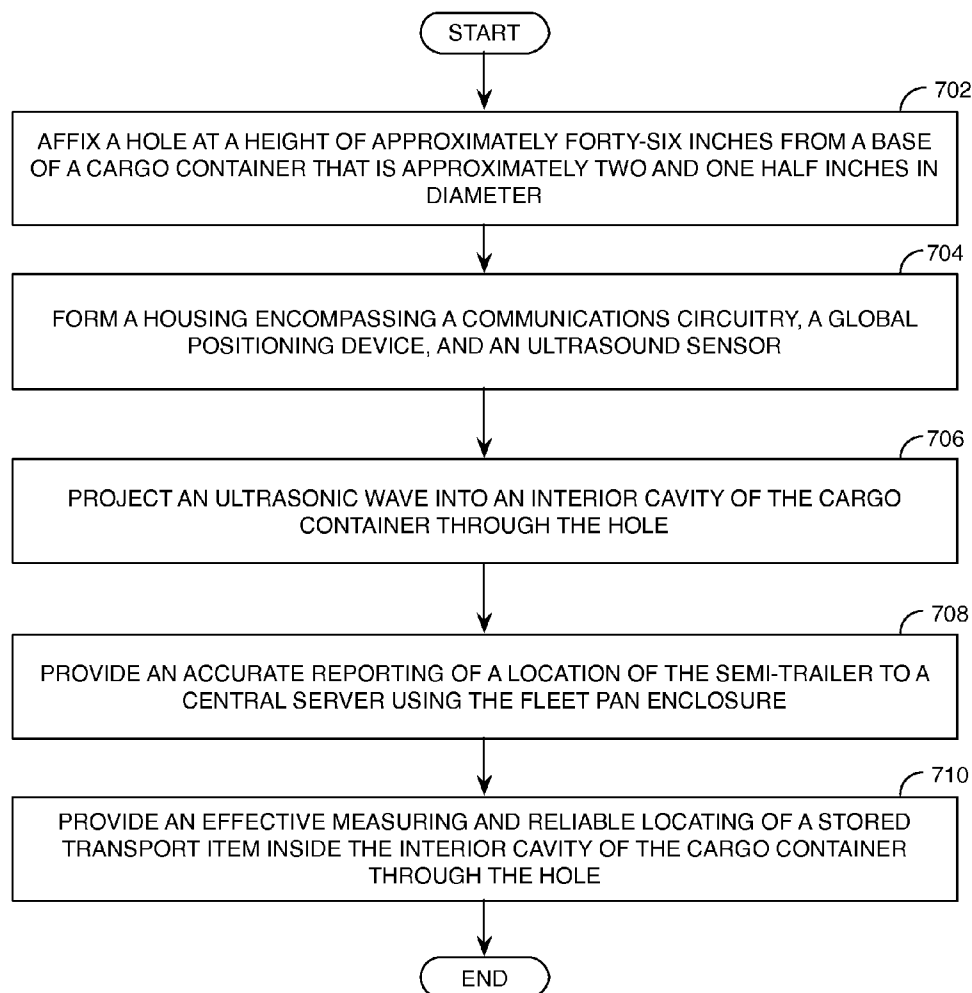 START
702
AFFIX A HOLE AT A HEIGHT OF APPROXIMATELY FORTY-SIX INCHES FROM A BASE
OF A CARGO CONTAINER THAT IS APPROXIMATELY TWO AND ONE HALF INCHES IN
DIAMETER
704
FORM A HOUSING ENCOMPASSING A COMMUNICATIONS CIRCUITRY, A GLOBAL
POSITIONING DEVICE, AND AN ULTRASOUND SENSOR
706
PROJECT AN ULTRASONIC WAVE INTO AN INTERIOR CAVITY OF THE CARGO
CONTAINER THROUGH THE HOLE
708
PROVIDE AN ACCURATE REPORTING OF A LOCATION OF THE SEMI-TRAILER TO A
CENTRAL SERVER USING THE FLEET PAN ENCLOSURE
710
PROVIDE AN EFFECTIVE MEASURING AND RELIABLE LOCATING OF A STORED
TRANSPORT ITEM INSIDE THE INTERIOR CAVITY OF THE CARGO CONTAINER
THROUGH THE HOLE
END